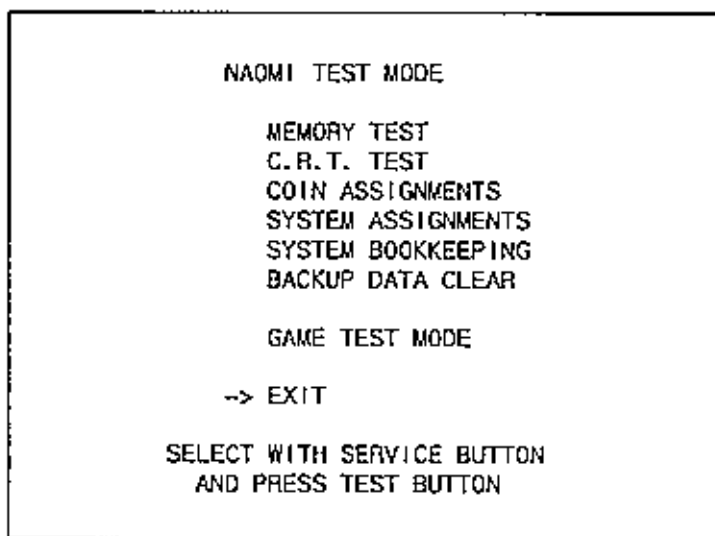 NAOMI TEST MODE
MEMORY TEST
C.R.T. TEST
COIN ASSIGNMENTS
SYSTEM ASSIGNMENTS
SYSTEM BOOKKEEPING
BACKUP DATA CLEAR
GAME TEST MODE
--> EXIT
SELECT WITH SERVICE BUTTON
AND PRESS TEST BUTTON